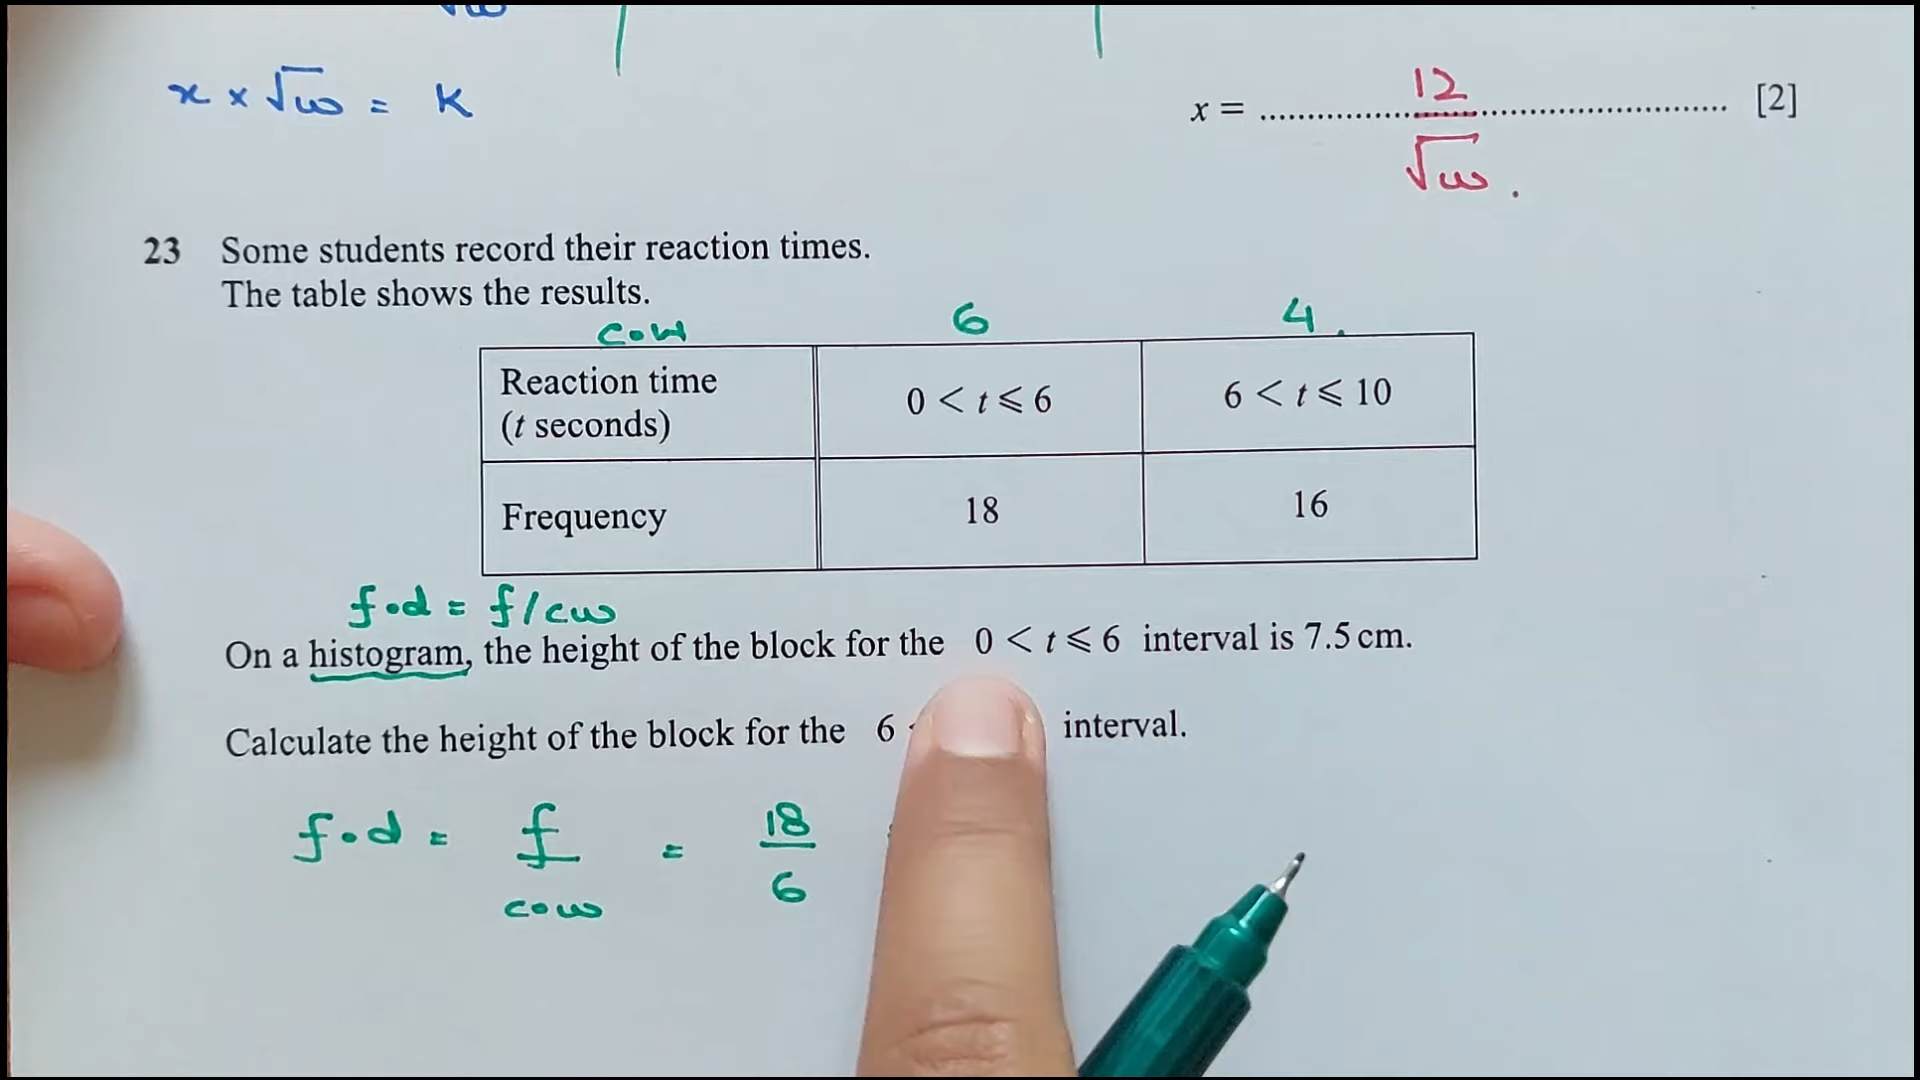 x × √w = K
x = 12/√w . [2]
23 Some students record their reaction times.
The table shows the results.
6 4
Reaction time (t seconds) 0 < t ⩽ 6 6 < t ⩽ 10
Frequency 18 16
f.d = f/cw
On a histogram, the height of the block for the 0 < t ⩽ 6 interval is 7.5 cm.
Calculate the height of the block for the 6 interval.
f.d = f/cow = 18/6